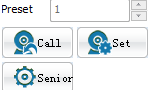 Preset 1
Call Set
Senior